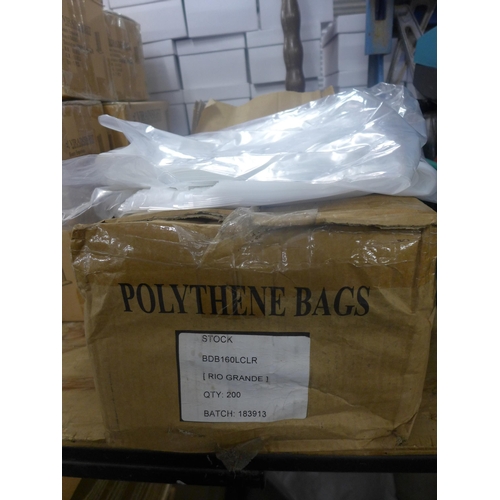 POLYTHENE BAGS
STOCK
BDB160LCLR
[ RIO GRANDE ]
QTY: 200
BATCH: 183913